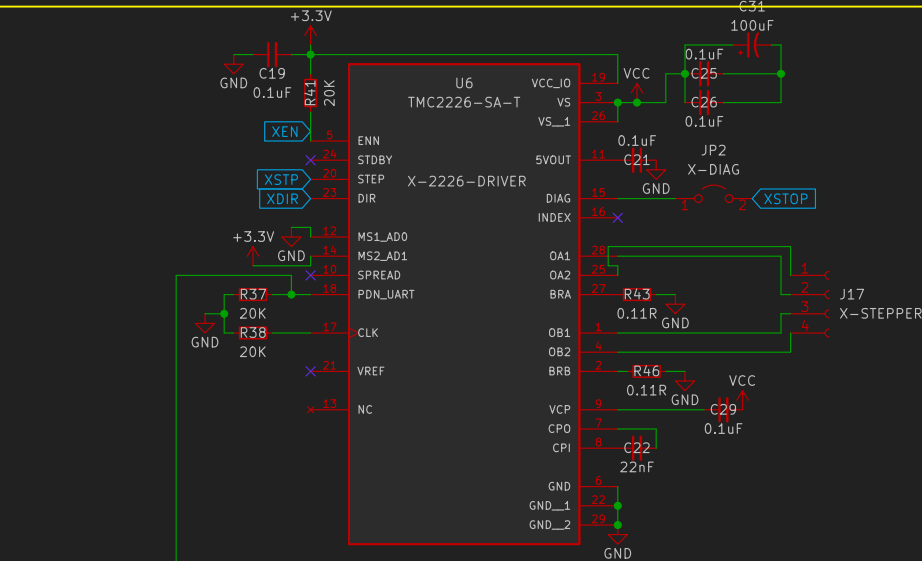 C31
100uF
+3.3V
0.1uF
C25
C26
0.1uF
GND
C19
0.1uF
R41
20K
U6
TMC2226-SA-T
X-2226-DRIVER
VCC_IO
19
VCC
VS
3
VS__1
26
XEN
5
ENN
24
STDBY
XSTP
20
STEP
XDIR
23
DIR
5VOUT
11
0.1uF
C21
GND
JP2
X-DIAG
DIAG
15
1
2
XSTOP
INDEX
16
+3.3V
GND
12
MS1_AD0
14
MS2_AD1
10
SPREAD
18
PDN_UART
OA1
28
OA2
25
BRA
27
R43
0.11R
GND
1
2
3
4
J17
X-STEPPER
R37
20K
GND
R38
20K
17
CLK
OB1
1
OB2
4
21
VREF
BRB
2
R46
0.11R
GND
13
NC
VCP
9
C29
0.1uF
VCC
CPO
7
CPI
8
C22
22nF
GND
6
GND__1
22
GND__2
29
GND